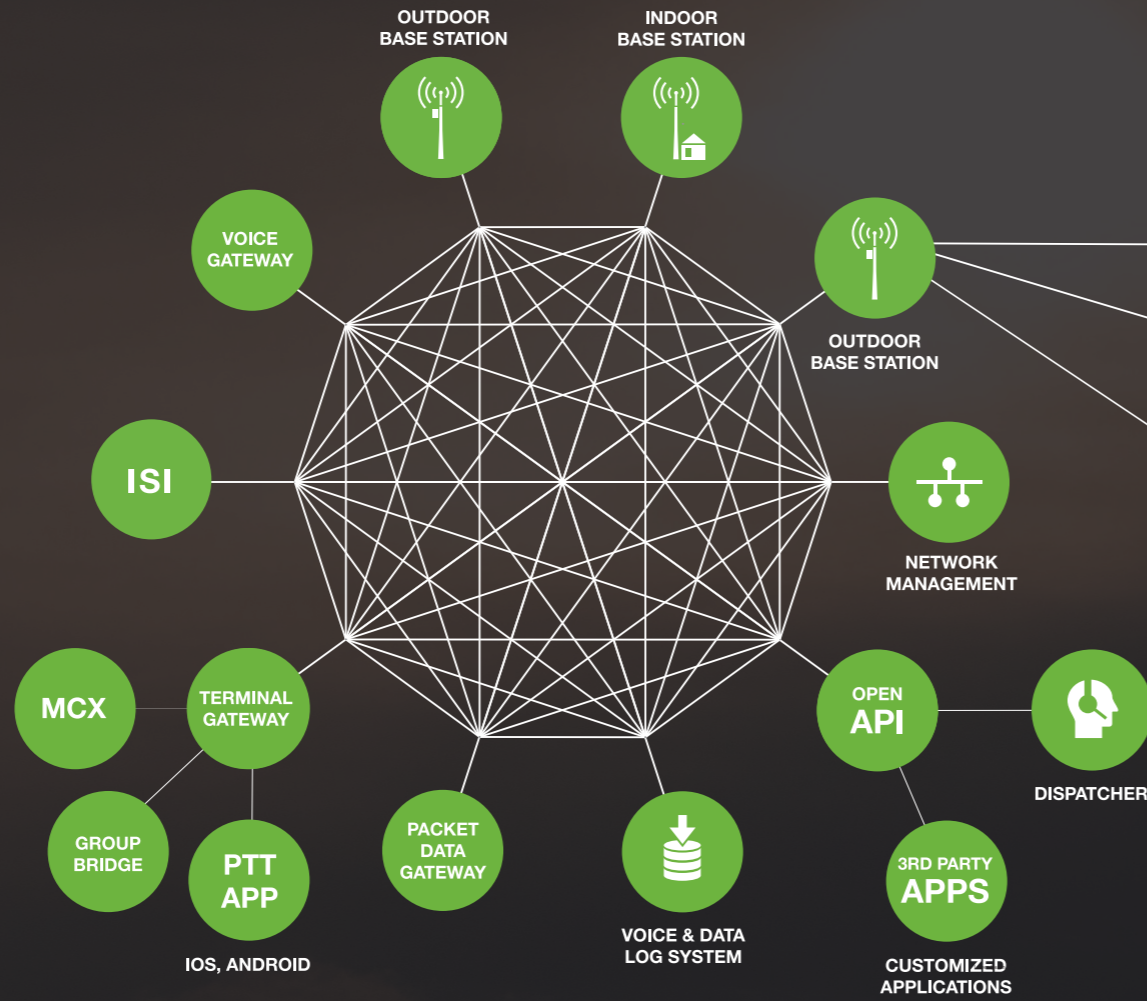 OUTDOOR
BASE STATION
INDOOR
BASE STATION
VOICE
GATEWAY
OUTDOOR
BASE STATION
ISI
NETWORK
MANAGEMENT
MCX
TERMINAL
GATEWAY
OPEN
API
DISPATCHER
GROUP
BRIDGE
PTT
APP
IOS, ANDROID
PACKET
DATA
GATEWAY
VOICE & DATA
LOG SYSTEM
3RD PARTY
APPS
CUSTOMIZED
APPLICATIONS